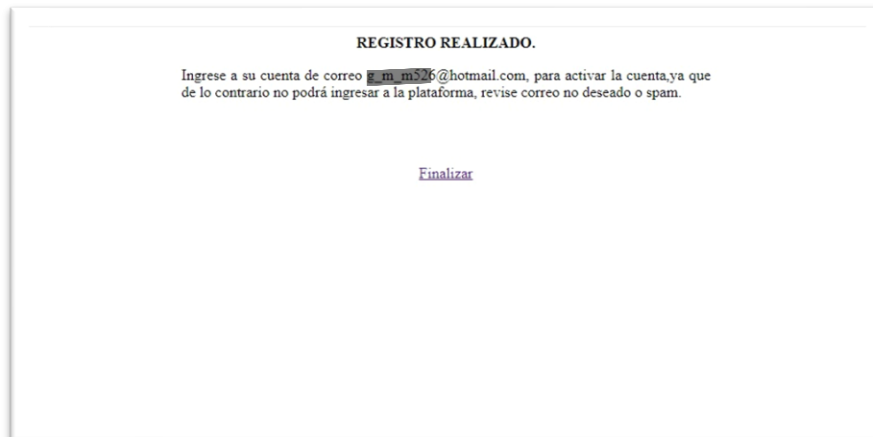 REGISTRO REALIZADO.
Ingrese a su cuenta de correo @hotmail.com, para activar la cuenta,ya que
de lo contrario no podrá ingresar a la plataforma, revise correo no deseado o spam.
Finalizar